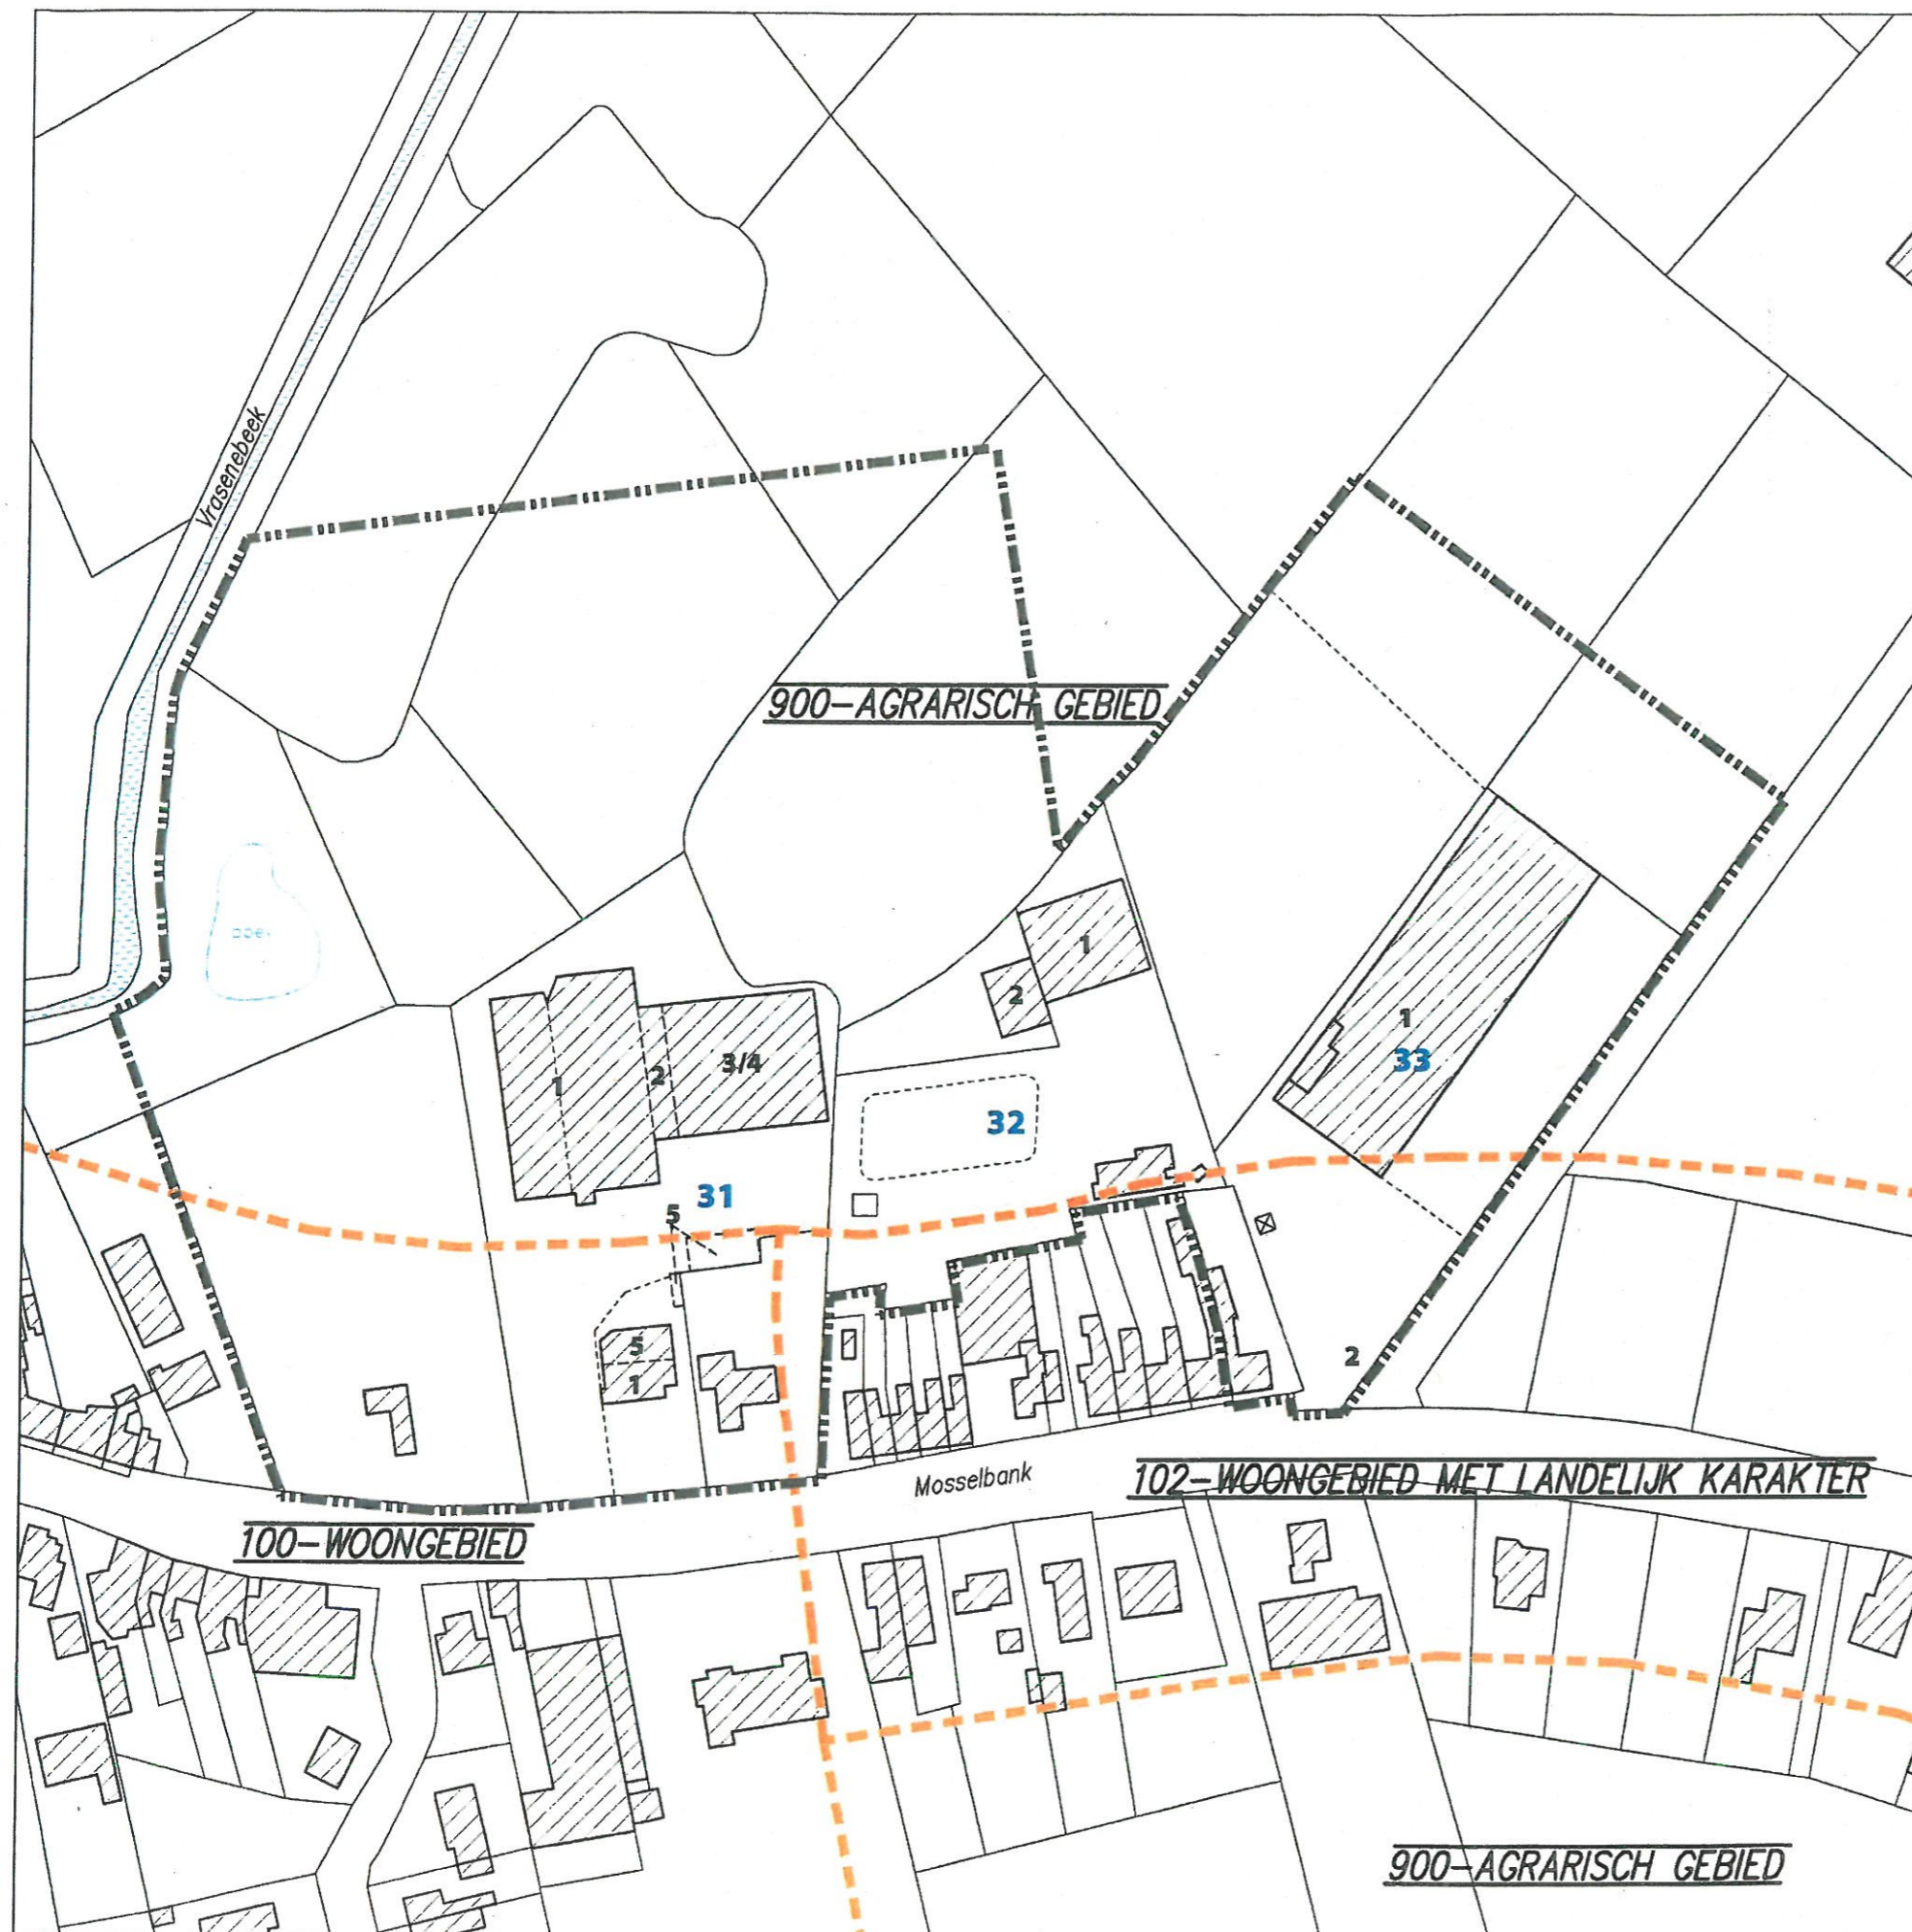 Vrasenebeek
900-AGRARISCH GEBIED
1
2
1
2
3/4
1
33
32
31
5
5
1
2
Mosselbank
102-WOONGEBIED MET LANDELIJK KARAKTER
100-WOONGEBIED
900-AGRARISCH GEBIED